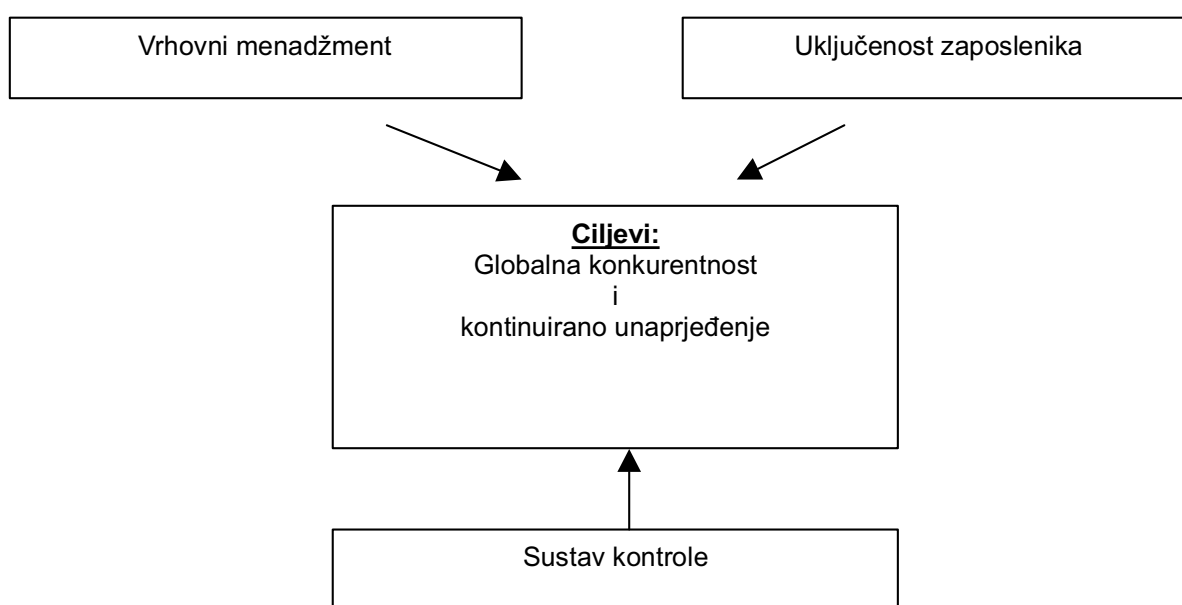 Vrhovni menadžment
Uključenost zaposlenika
Ciljevi:
Globalna konkurentnost
i
kontinuirano unaprjeđenje
Sustav kontrole